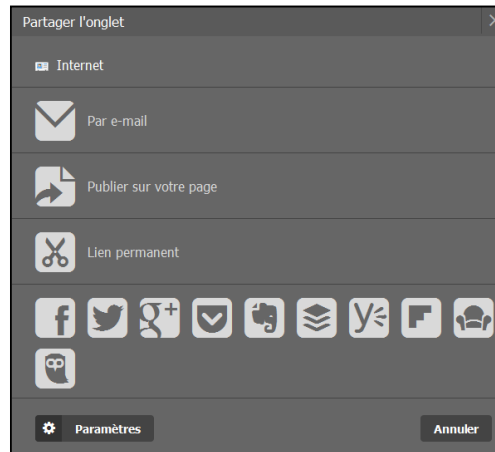 Partager l'onglet
Internet
Par e-mail
Publier sur votre page
Lien permanent
Paramètres
Annuler